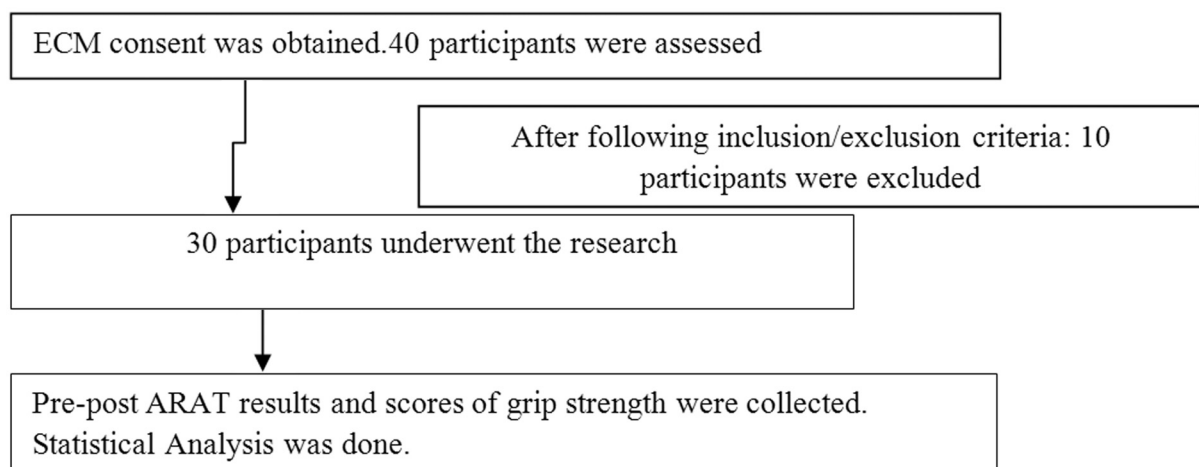 ECM consent was obtained.40 participants were assessed
After following inclusion/exclusion criteria: 10
participants were excluded
30 participants underwent the research
Pre-post ARAT results and scores of grip strength were collected.
Statistical Analysis was done.